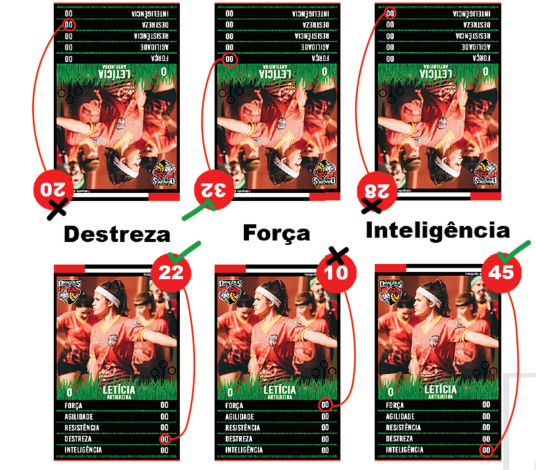 INTELIGÊNCIA 00
DESTREZA 00
RESISTÊNCIA 00
AGILIDADE 00
FORÇA 00
LETÍCIA
ARTILHEIRA
0
20
INTELIGÊNCIA 00
DESTREZA 00
RESISTÊNCIA 00
AGILIDADE 00
FORÇA 00
LETÍCIA
ARTILHEIRA
0
32
INTELIGÊNCIA 00
DESTREZA 00
RESISTÊNCIA 00
AGILIDADE 00
FORÇA 00
LETÍCIA
ARTILHEIRA
0
28
Destreza
Força
Inteligência
22
0
LETÍCIA
ARTILHEIRA
FORÇA 00
AGILIDADE 00
RESISTÊNCIA 00
DESTREZA 00
INTELIGÊNCIA 00
10
0
LETÍCIA
ARTILHEIRA
FORÇA 00
AGILIDADE 00
RESISTÊNCIA 00
DESTREZA 00
INTELIGÊNCIA 00
45
0
LETÍCIA
ARTILHEIRA
FORÇA 00
AGILIDADE 00
RESISTÊNCIA 00
DESTREZA 00
INTELIGÊNCIA 00